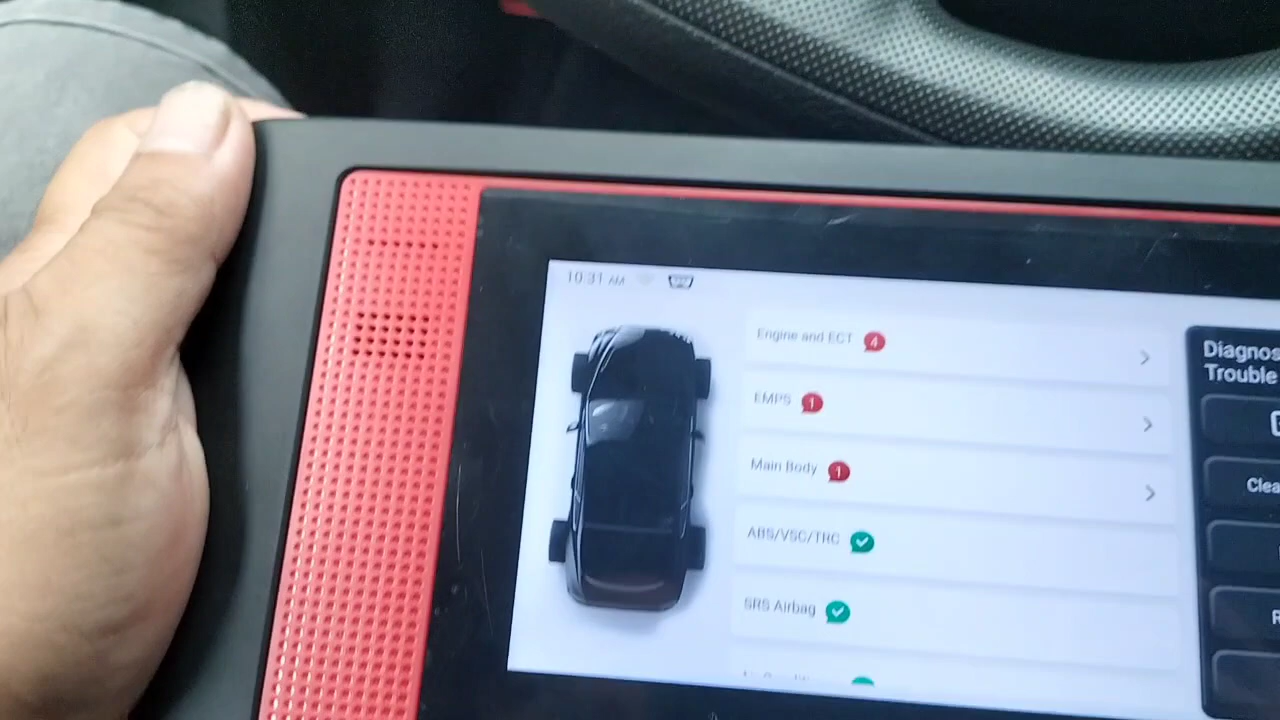 10:31 AM
Engine and ECT 4
EMPS 1
Main Body 1
ABS/VSC/TRC
SRS Airbag
Diagnos
Trouble
Clea
R